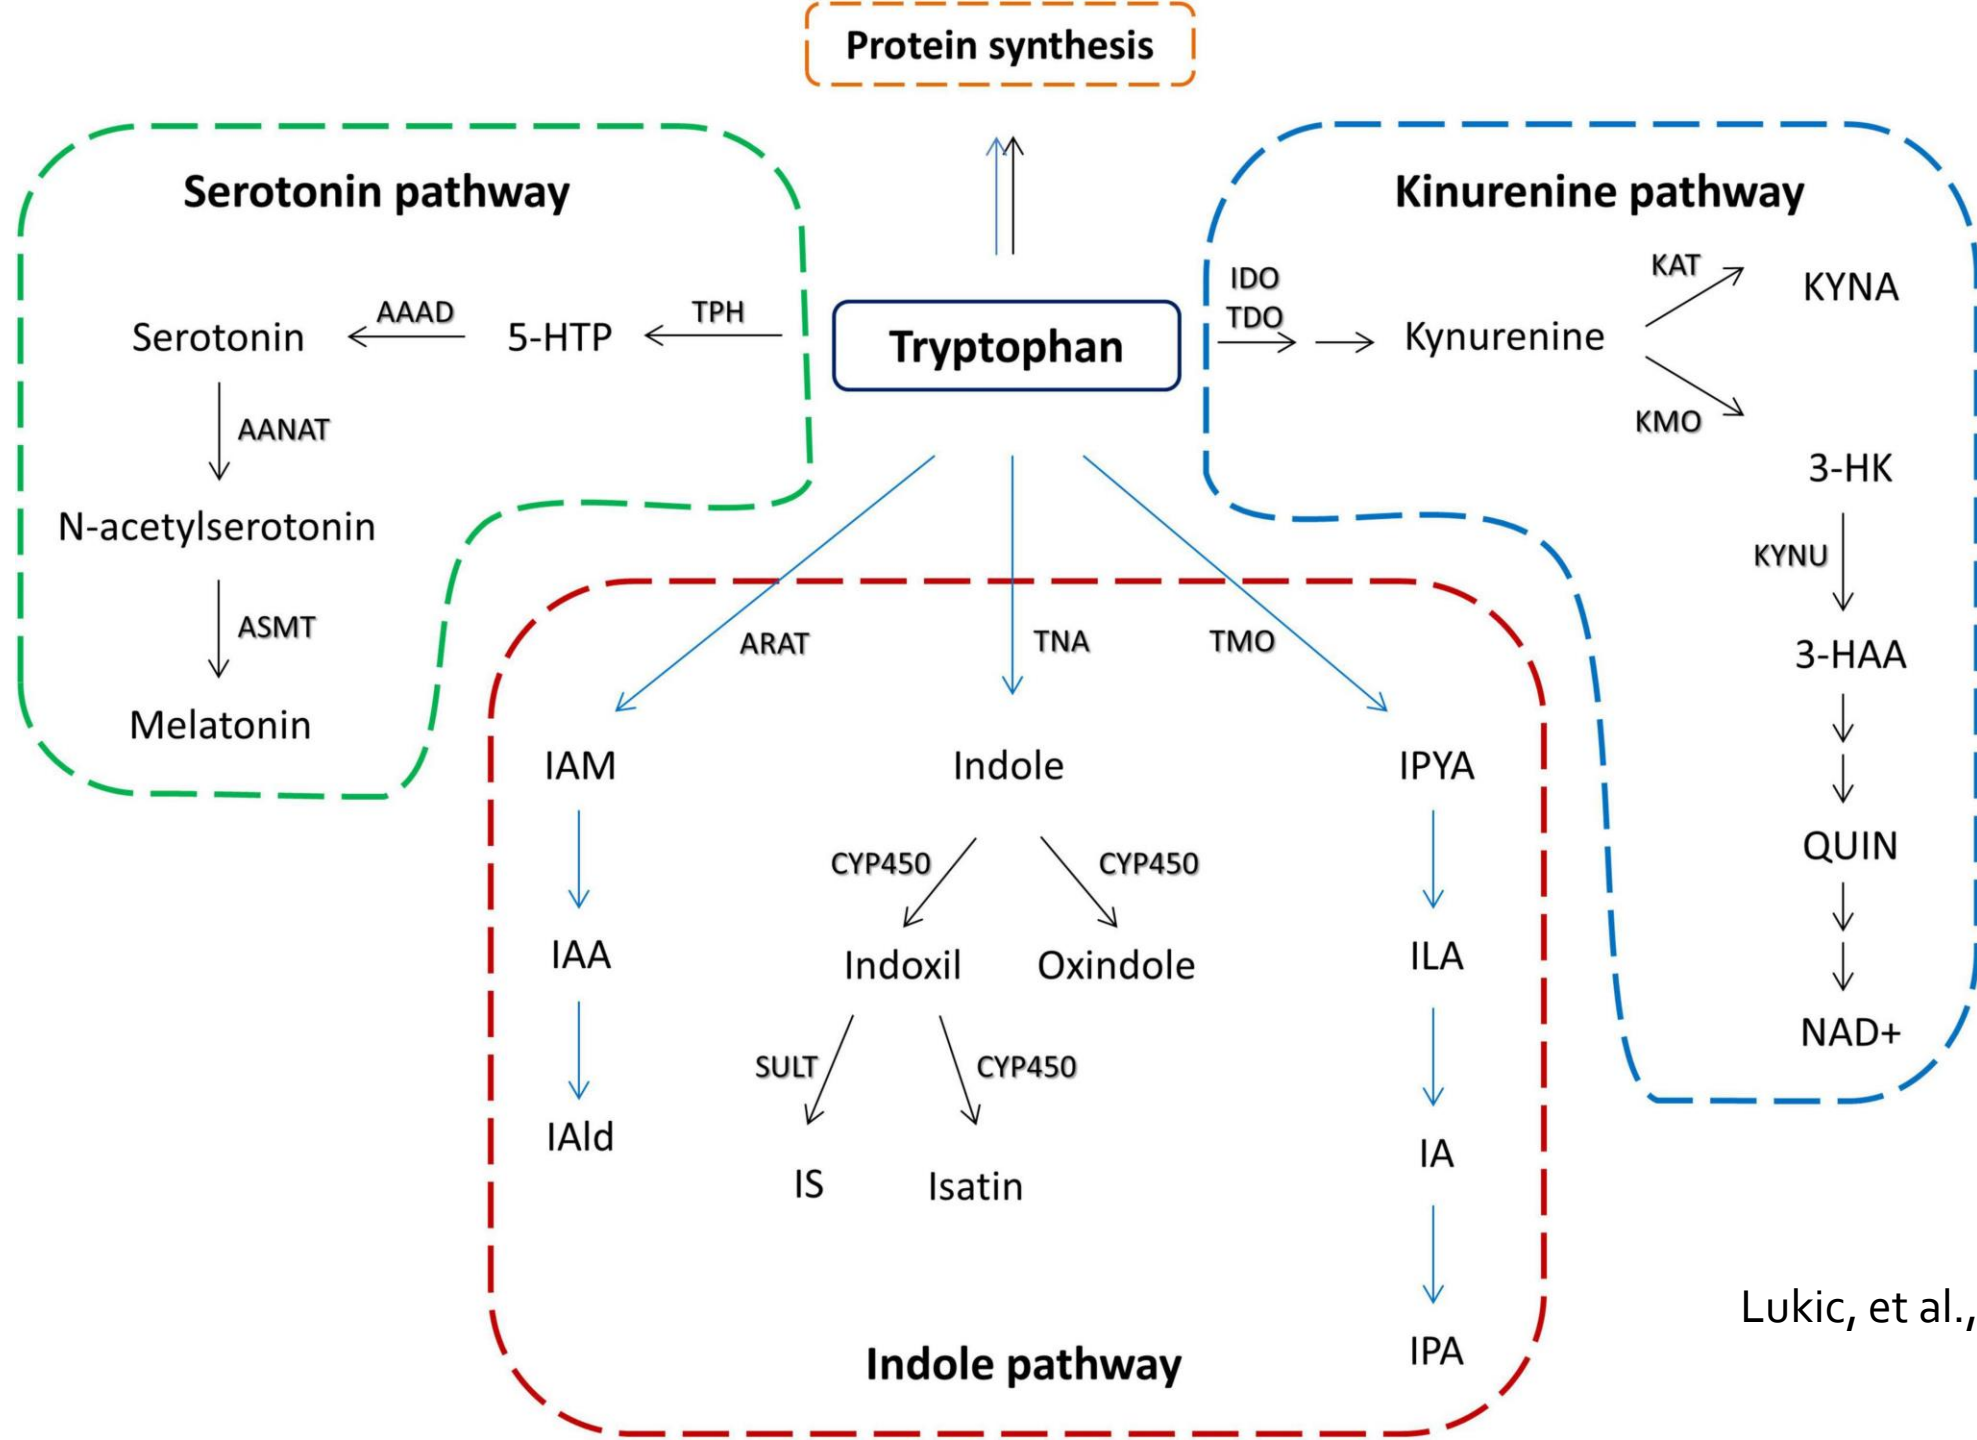 Protein synthesis
Serotonin pathway
Serotonin
AAAD
5-HTP
TPH
AANAT
N-acetylserotonin
ASMT
Melatonin
Tryptophan
Kinurenine pathway
IDO
TDO
Kynurenine
KAT
KYNA
KMO
3-HK
KYNU
3-HAA
QUIN
NAD+
ARAT
TNA
TMO
IAM
Indole
IPYA
CYP450
CYP450
IAA
Indoxil
Oxindole
ILA
SULT
CYP450
IAld
IS
Isatin
IA
IPA
Indole pathway
Lukic, et al.,